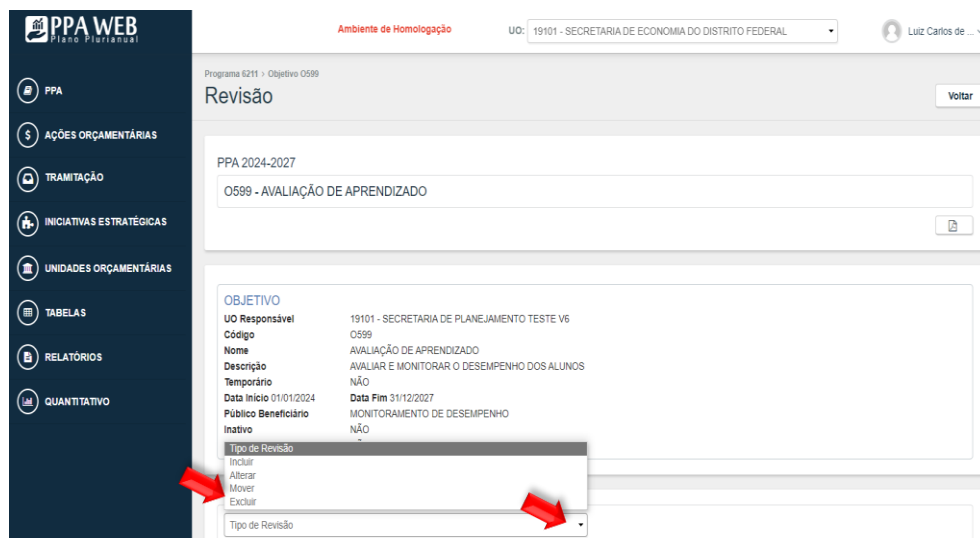 PPA WEB
Plano Plurianual
Ambiente de Homologação
UO: 19101 - SECRETARIA DE ECONOMIA DO DISTRITO FEDERAL
Luiz Carlos de ...
PPA
AÇÕES ORÇAMENTÁRIAS
TRAMITAÇÃO
INICIATIVAS ESTRATÉGICAS
UNIDADES ORÇAMENTÁRIAS
TABELAS
RELATÓRIOS
QUANTITATIVO
Programa 6211 > Objetivo O599
Revisão
Voltar
PPA 2024-2027
O599 - AVALIAÇÃO DE APRENDIZADO
OBJETIVO
UO Responsável 19101 - SECRETARIA DE PLANEJAMENTO TESTE V6
Código O599
Nome AVALIAÇÃO DE APRENDIZADO
Descrição AVALIAR E MONITORAR O DESEMPENHO DOS ALUNOS
Temporário NÃO
Data Início 01/01/2024 Data Fim 31/12/2027
Público Beneficiário MONITORAMENTO DE DESEMPENHO
Inativo NÃO
Tipo de Revisão
Incluir
Alterar
Mover
Excluir
Tipo de Revisão